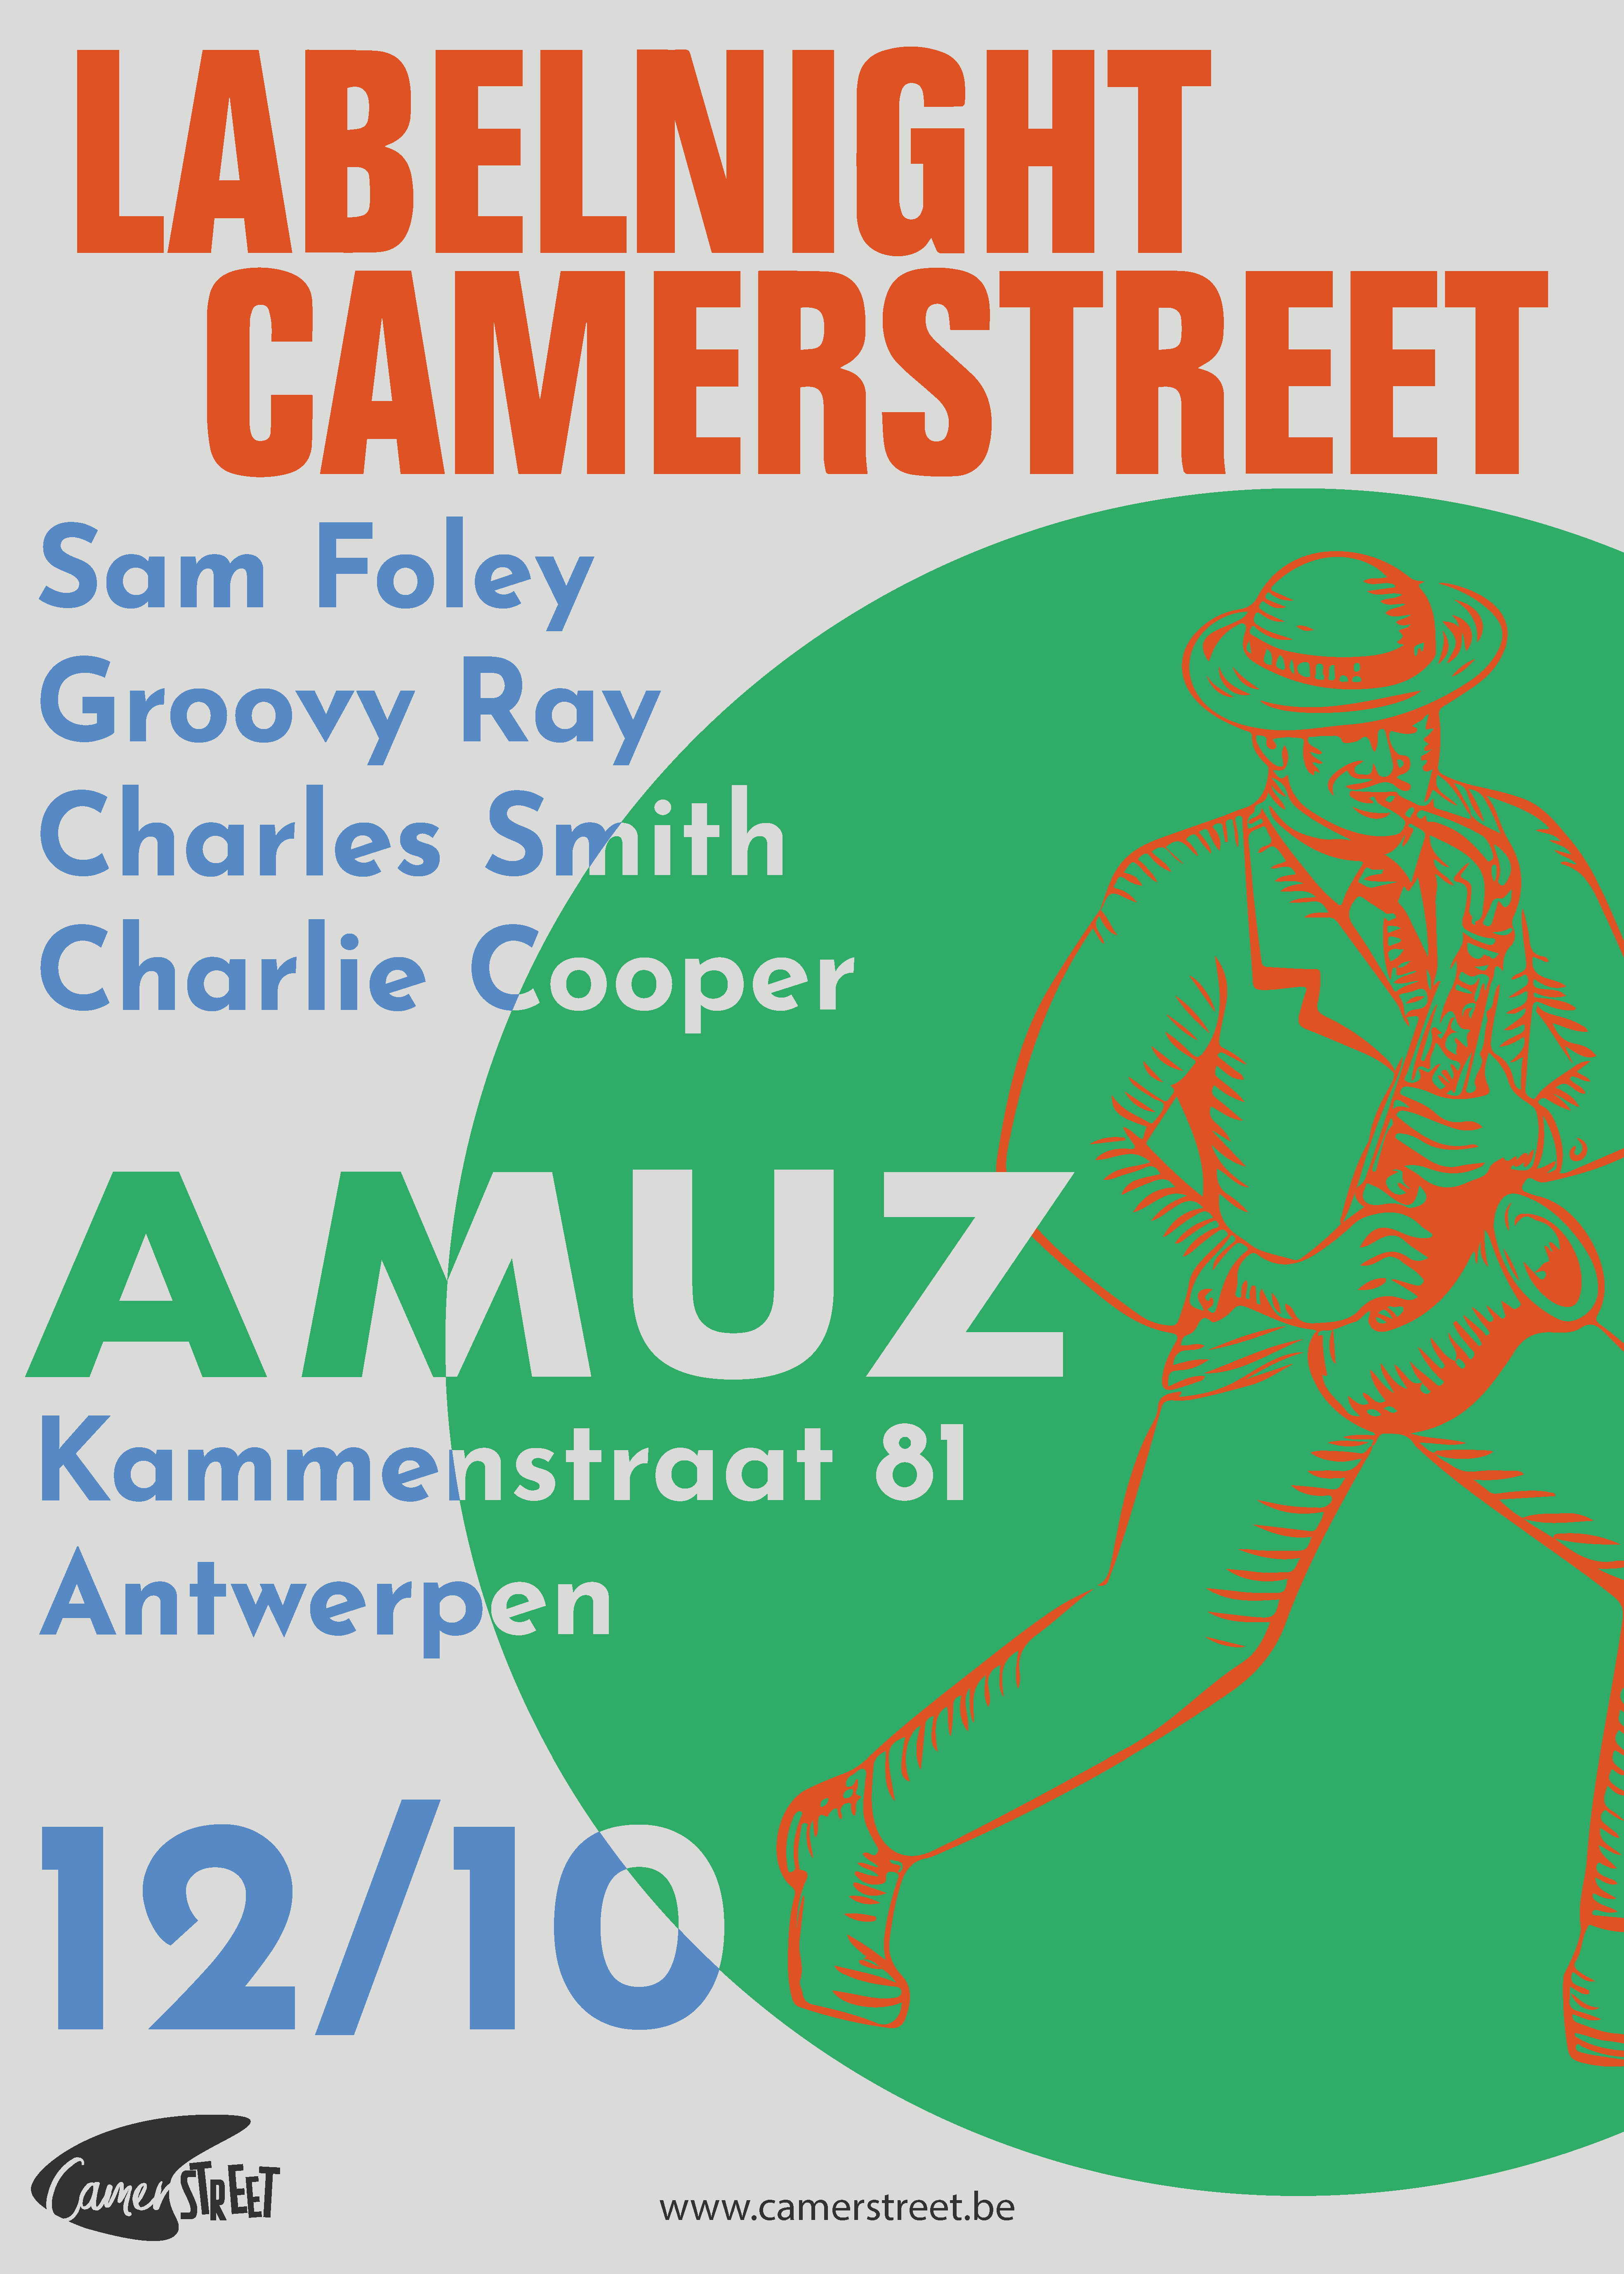 LABELNIGHT
CAMERSTREET
Sam Foley
Groovy Ray
Charles Smith
Charlie Cooper
AMUZ
Kammenstraat 81
Antwerpen
12/10
CamerSTREET
www.camerstreet.be